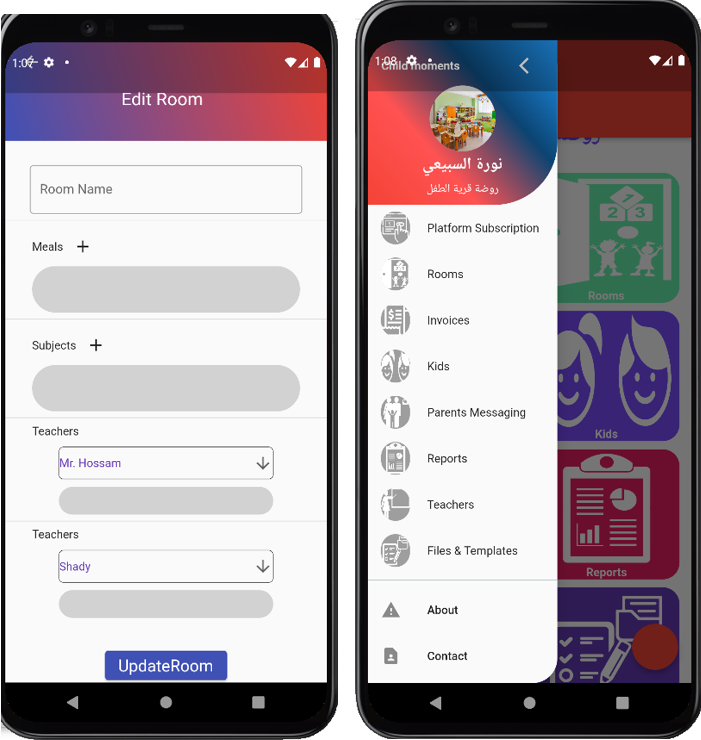 1:07
Edit Room
Room Name
Meals +
Subjects +
Teachers
Mr. Hossam
Teachers
Shady
UpdateRoom
1:08
Child moments
نورة السبيعي
روضة قرية الطفل
Platform Subscription
Rooms
Invoices
Kids
Parents Messaging
Reports
Teachers
Files & Templates
About
Contact
1
2 3
Rooms
Kids
Reports